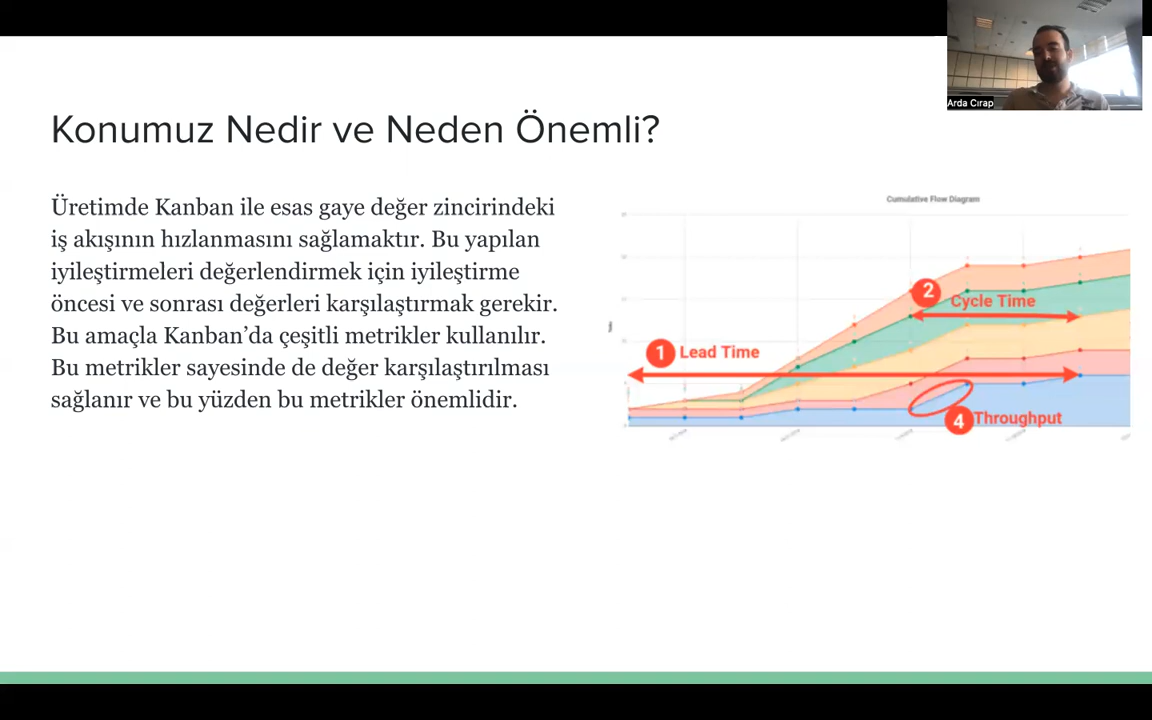 Arda Cırap
Konumuz Nedir ve Neden Önemli?
Üretimde Kanban ile esas gaye değer zincirindeki
iş akışının hızlanmasını sağlamaktır. Bu yapılan
iyileştirmeleri değerlendirmek için iyileştirme
öncesi ve sonrası değerleri karşılaştırmak gerekir.
Bu amaçla Kanban’da çeşitli metrikler kullanılır.
Bu metrikler sayesinde de değer karşılaştırılması
sağlanır ve bu yüzden bu metrikler önemlidir.
Cumulative Flow Diagram
2 Cycle Time
1 Lead Time
4 Throughput